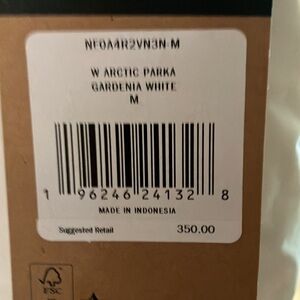 NF0A4R2VN3N-M
W ARCTIC PARKA
GARDENIA WHITE
M
1 96246 24132 8
MADE IN INDONESIA
Suggested Retail 350.00
FSC